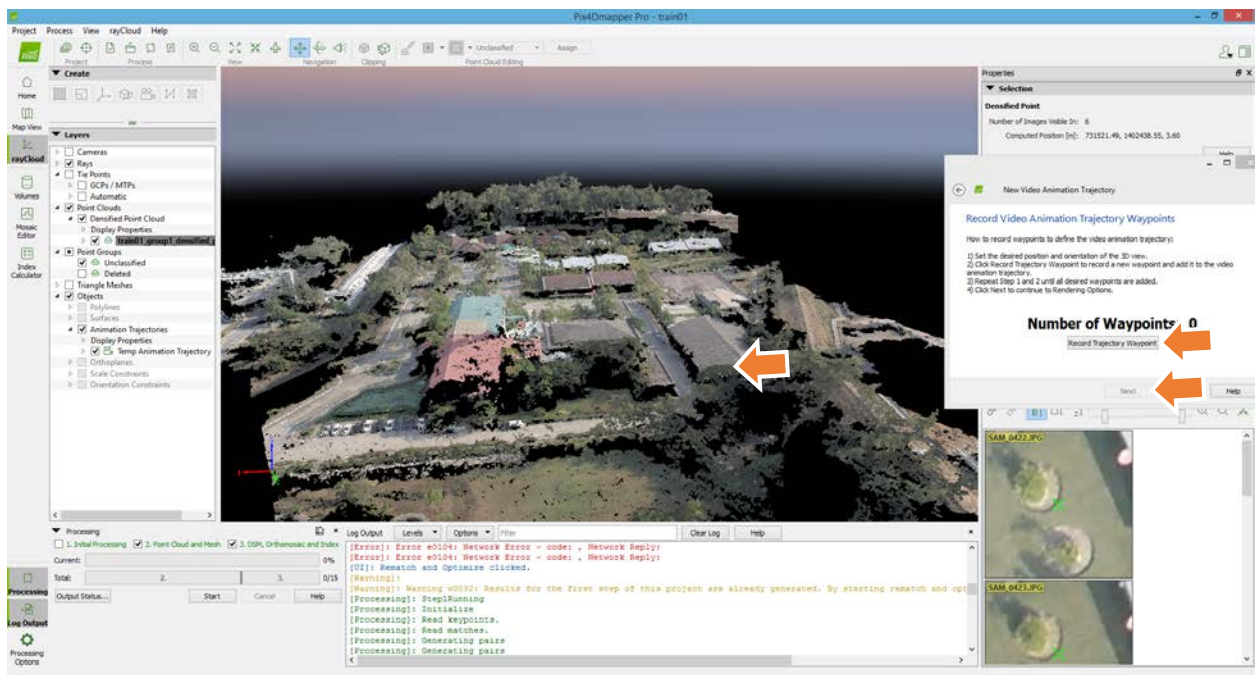 Pix4Dmapper Pro - train01
Project Process View rayCloud Help
Project Process View Navigation Clipping Point Cloud Editing
Unclassified Assign
Home
Map View
rayCloud
Volumes
Mosaic
Editor
Index
Calculator
Processing
Log Output
Processing
Options
Create
Layers
Cameras
Rays
Tie Points
GCPs / MTPs
Automatic
Point Clouds
Densified Point Cloud
Display Properties
train01_group1_densified_p
Point Groups
Unclassified
Deleted
Triangle Meshes
Objects
Polylines
Surfaces
Animation Trajectories
Display Properties
Temp Animation Trajectory
Orthoplanes
Scale Constraints
Orientation Constraints
Properties
Selection
Densified Point
Number of Images Visible In: 6
Computed Position [m]: 731521.49, 1402438.55, 3.60
Help
New Video Animation Trajectory
Record Video Animation Trajectory Waypoints
How to record waypoints to define the video animation trajectory:
1) Set the desired position and orientation of the 3D view.
2) Click Record Trajectory Waypoint to record a new waypoint and add it to the video
animation trajectory.
3) Repeat Step 1 and 2 until all desired waypoints are added.
4) Click Next to continue to Rendering Options.
Number of Waypoints 0
Record Trajectory Waypoint
Next Help
SAM_0422.JPG
SAM_0423.JPG
Processing
1. Initial Processing 2. Point Cloud and Mesh 3. DSM, Orthomosaic and Index
Current: 0%
Total: 2. 3. 0/15
Output Status... Start Cancel Help
Log Output Levels Options Filter Clear Log Help
[Error]: Error e0104: Network Error - code: , Network Reply:
[Error]: Error e0104: Network Error - code: , Network Reply:
[UI]: Rematch and Optimize clicked.
[Warning]:
[Warning]: Warning w0032: Results for the first step of this project are already generated. By starting rematch and opt
[Processing]: Step1Running
[Processing]: Initialize
[Processing]: Read keypoints.
[Processing]: Read matches.
[Processing]: Generating pairs
[Processing]: Generating pairs